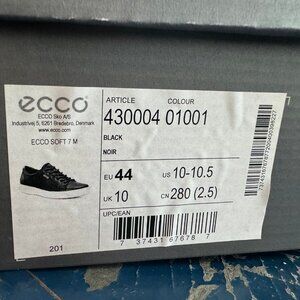 ecco
ECCO Sko A/S
Industrivej 5, 6261 Bredebro, Denmark
www.ecco.com
ECCO SOFT 7 M
201
ARTICLE COLOUR
430004 01001
BLACK
NOIR
EU 44 US 10-10.5
UK 10 CN 280 (2.5)
UPC/EAN
7 37431 67678 7